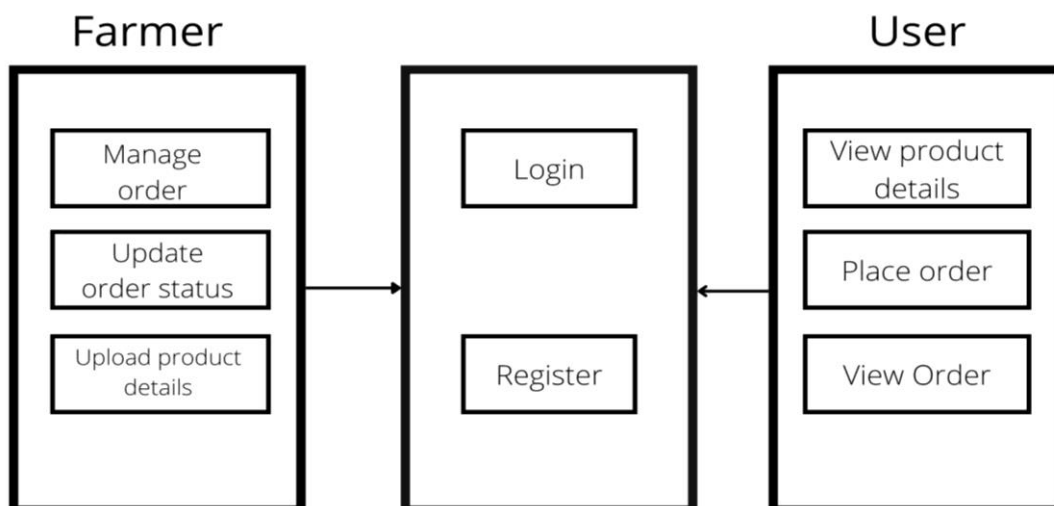 Farmer
Manage
order
Update
order status
Upload product
details
Login
Register
User
View product
details
Place order
View Order